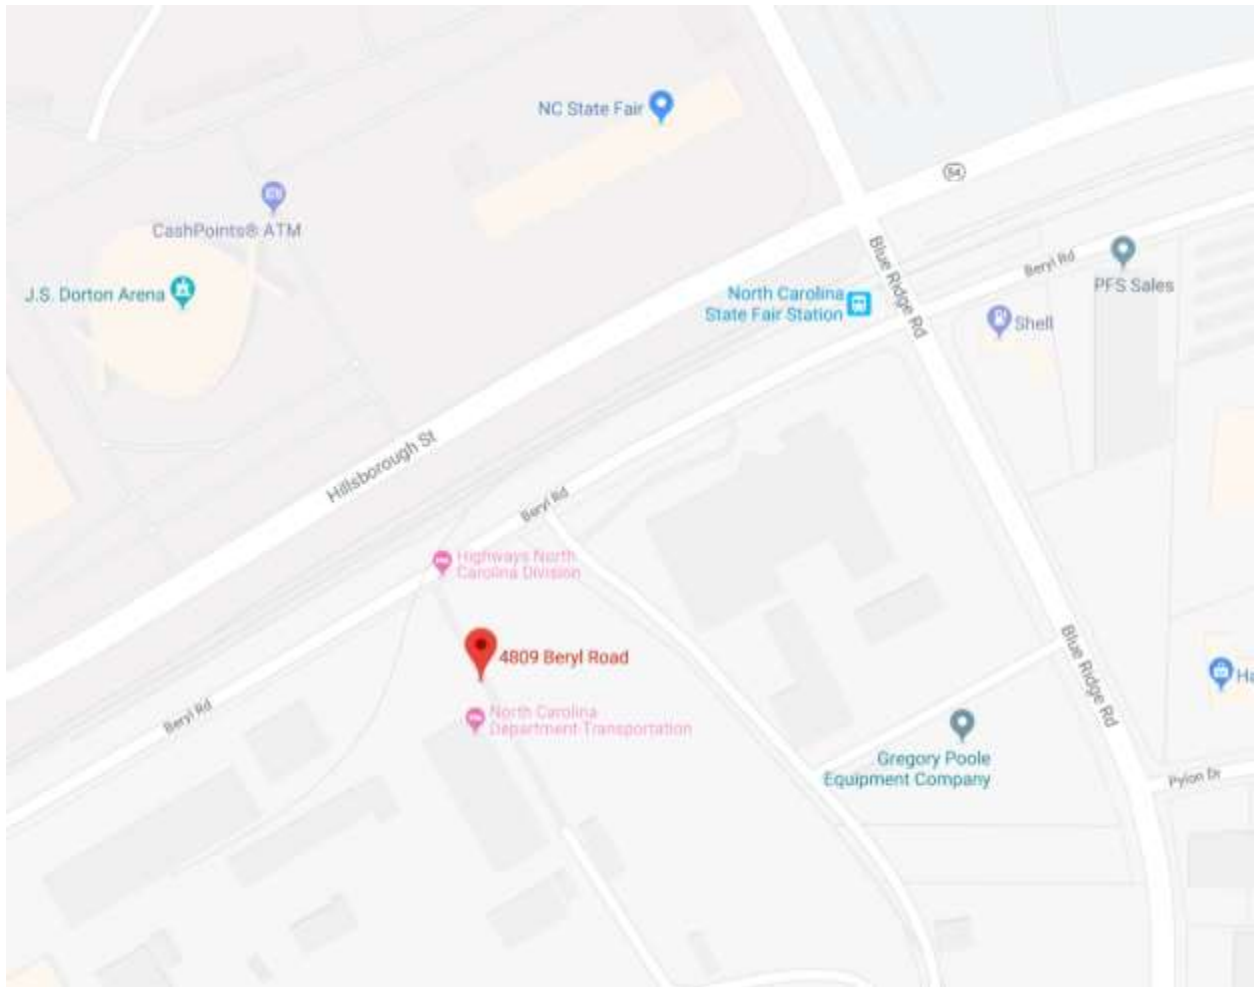 NC State Fair
54
CashPoints® ATM
Blue Ridge Rd
Beryl Rd
PFS Sales
J.S. Dorton Arena
North Carolina
State Fair Station
Shell
Hillsborough St
Beryl Rd
Highways North
Carolina Division
4809 Beryl Road
Blue Ridge Rd
Ha
Beryl Rd
North Carolina
Department Transportation
Gregory Poole
Equipment Company
Pylon Dr